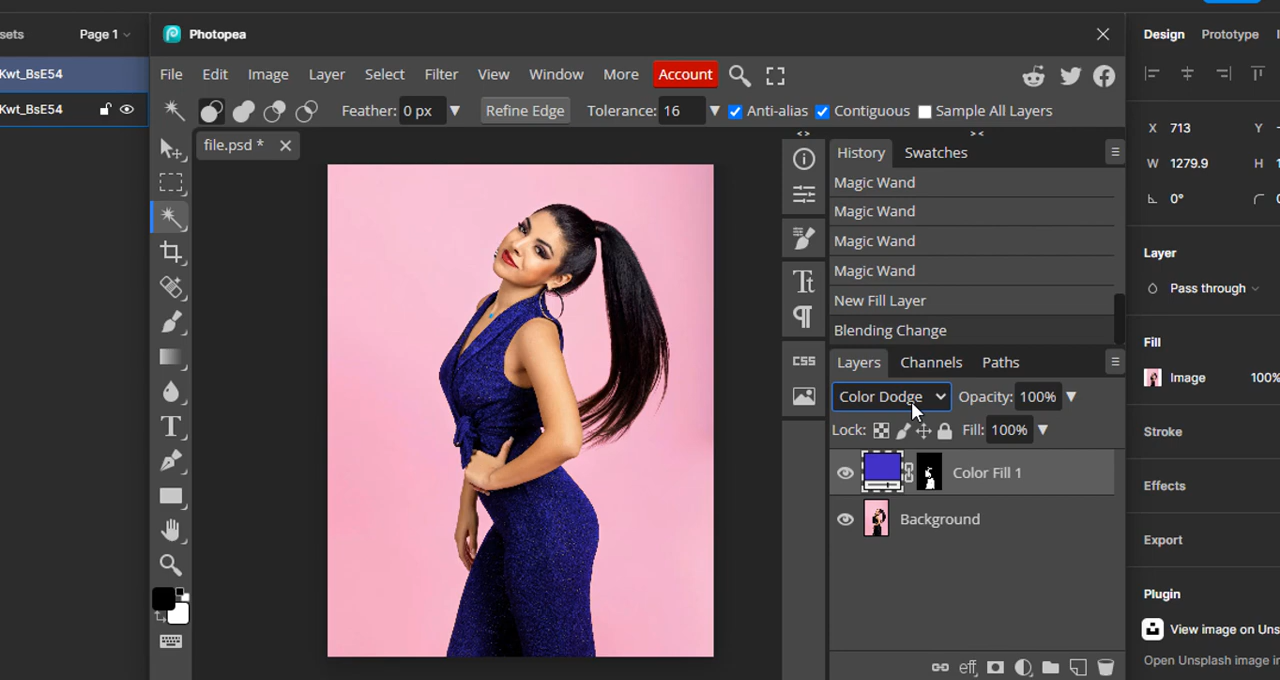 sets
Page 1
Photopea
Design
Prototype
Kwt_BsE54
Kwt_BsE54
File Edit Image Layer Select Filter View Window More Account
Feather: 0 px
Refine Edge
Tolerance: 16
Anti-alias
Contiguous
Sample All Layers
file.psd *
History
Swatches
Magic Wand
Magic Wand
Magic Wand
Magic Wand
New Fill Layer
Blending Change
Layers
Channels
Paths
CSS
Color Dodge
Opacity: 100%
Lock:
Fill: 100%
Color Fill 1
Background
eff
X 713
Y
W 1279.9
H
0°
Layer
Pass through
Fill
Image 100%
Stroke
Effects
Export
Plugin
View image on Uns
Open Unsplash image in